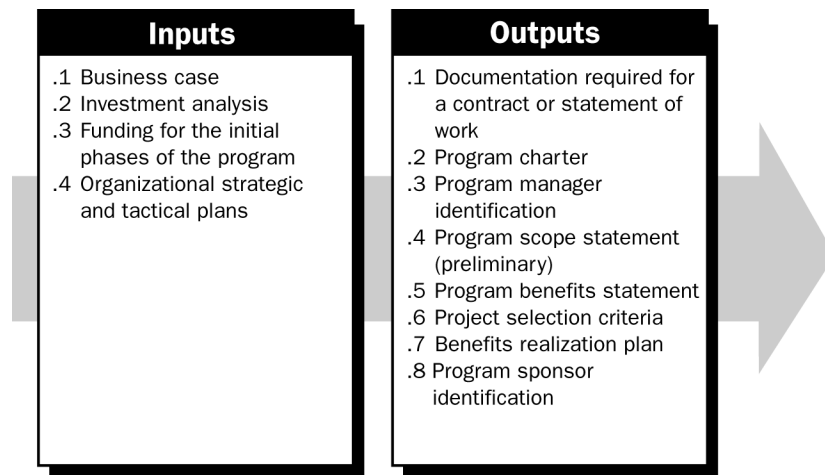 Inputs
.1 Business case
.2 Investment analysis
.3 Funding for the initial
phases of the program
.4 Organizational strategic
and tactical plans
Outputs
.1 Documentation required for
a contract or statement of
work
.2 Program charter
.3 Program manager
identification
.4 Program scope statement
(preliminary)
.5 Program benefits statement
.6 Project selection criteria
.7 Benefits realization plan
.8 Program sponsor
identification